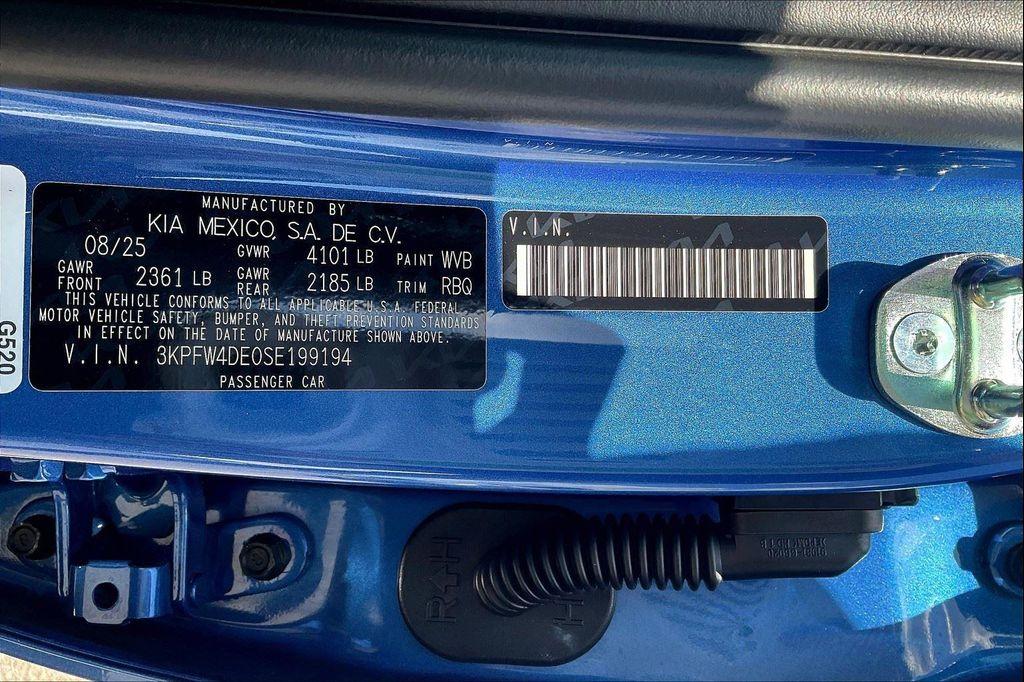 MANUFACTURED BY
KIA MEXICO, S.A. DE C.V.
08/25 GVWR 4101 LB PAINT WVB
GAWR FRONT 2361 LB GAWR REAR 2185 LB TRIM RBQ
THIS VEHICLE CONFORMS TO ALL APPLICABLE U.S.A. FEDERAL
MOTOR VEHICLE SAFETY, BUMPER, AND THEFT PREVENTION STANDARDS
IN EFFECT ON THE DATE OF MANUFACTURE SHOWN ABOVE.
V.I.N. 3KPFW4DE0SE199194
PASSENGER CAR
V.I.N.
G520
RH
H